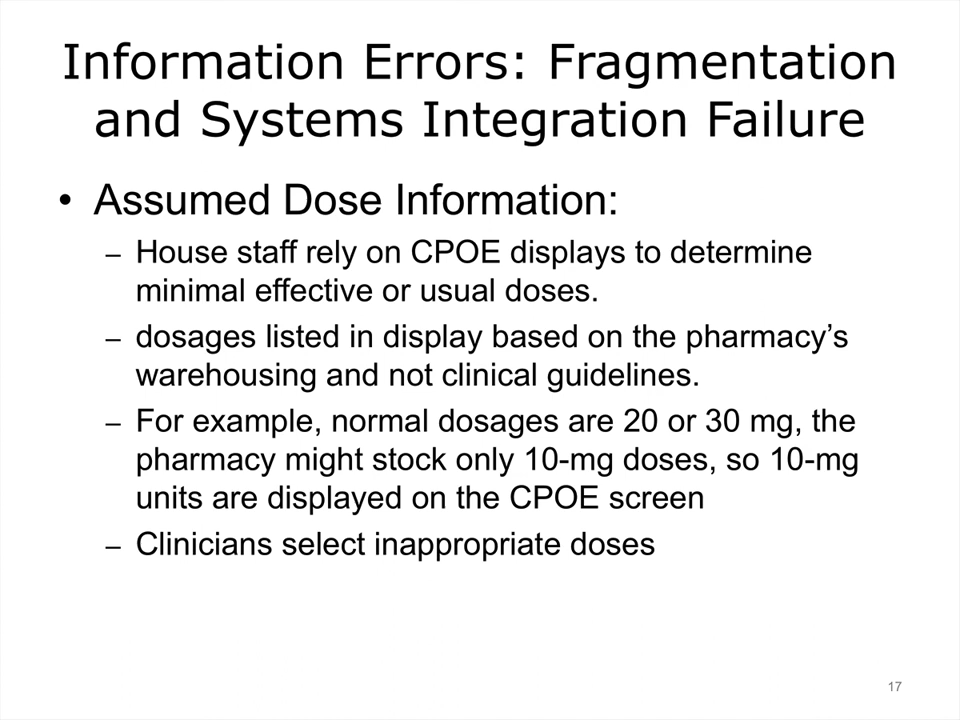 Information Errors: Fragmentation
and Systems Integration Failure
• Assumed Dose Information:
– House staff rely on CPOE displays to determine
minimal effective or usual doses.
– dosages listed in display based on the pharmacy’s
warehousing and not clinical guidelines.
– For example, normal dosages are 20 or 30 mg, the
pharmacy might stock only 10-mg doses, so 10-mg
units are displayed on the CPOE screen
– Clinicians select inappropriate doses
17